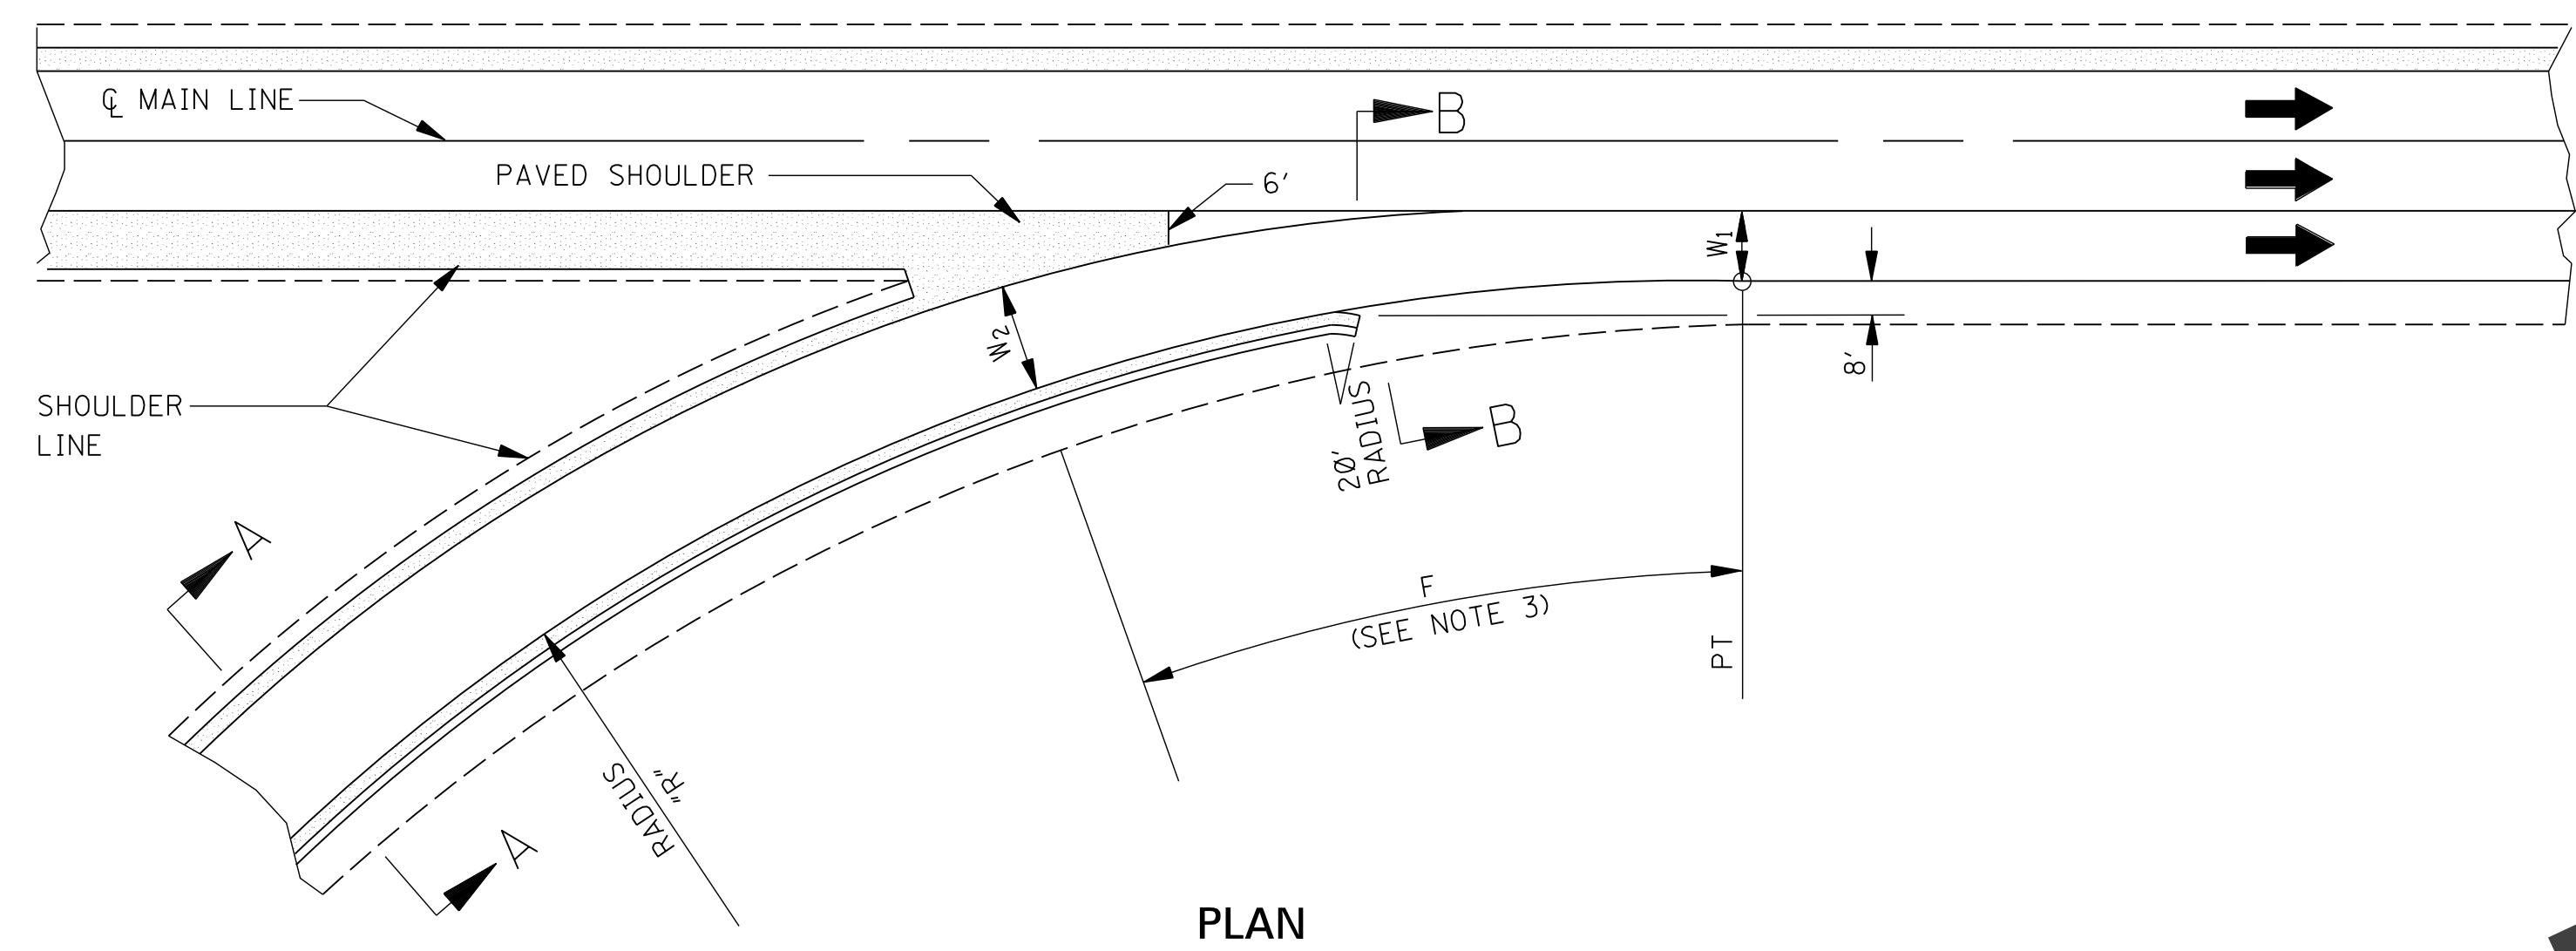 ℄ MAIN LINE
B
PAVED SHOULDER
6'
W1
W2
8'
SHOULDER
LINE
20'
RADIUS
B
A
F
(SEE NOTE 3)
PT
RADIUS
"R"
A
PLAN